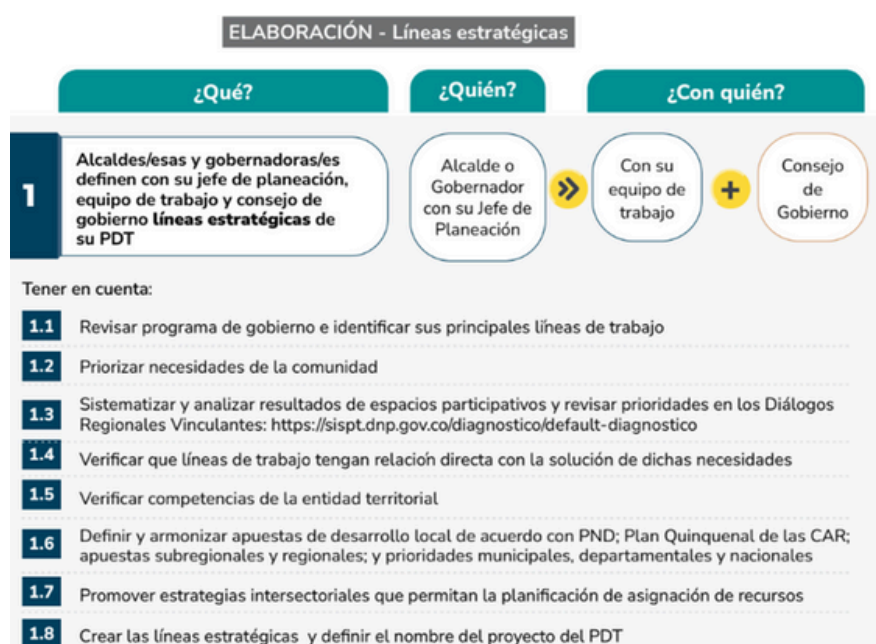 ELABORACIÓN - Líneas estratégicas
¿Qué?
¿Quién?
¿Con quién?
1
Alcaldes/esas y gobernadoras/es
definen con su jefe de planeación,
equipo de trabajo y consejo de
gobierno líneas estratégicas de
su PDT
Alcalde o
Gobernador
con su Jefe de
Planeación
Con su
equipo de
trabajo
+
Consejo
de
Gobierno
Tener en cuenta:
1.1 Revisar programa de gobierno e identificar sus principales líneas de trabajo
1.2 Priorizar necesidades de la comunidad
1.3 Sistematizar y analizar resultados de espacios participativos y revisar prioridades en los Diálogos
Regionales Vinculantes: https://sispt.dnp.gov.co/diagnostico/default-diagnostico
1.4 Verificar que líneas de trabajo tengan relación directa con la solución de dichas necesidades
1.5 Verificar competencias de la entidad territorial
1.6 Definir y armonizar apuestas de desarrollo local de acuerdo con PND; Plan Quinquenal de las CAR;
apuestas subregionales y regionales; y prioridades municipales, departamentales y nacionales
1.7 Promover estrategias intersectoriales que permitan la planificación de asignación de recursos
1.8 Crear las líneas estratégicas y definir el nombre del proyecto del PDT